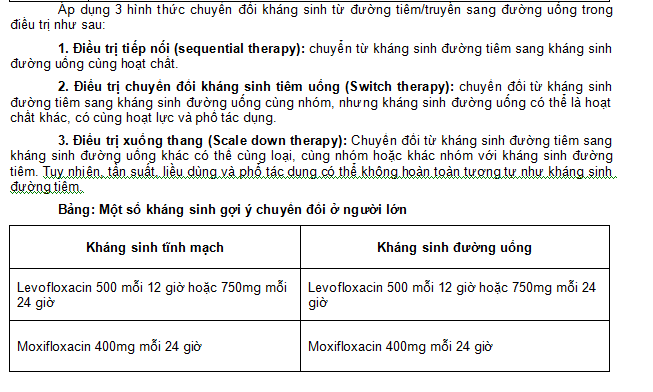 Áp dụng 3 hình thức chuyển đổi kháng sinh từ đường tiêm/truyền sang đường uống trong
điều trị như sau:
1. Điều trị tiếp nối (sequential therapy): chuyển từ kháng sinh đường tiêm sang kháng sinh
đường uống cùng hoạt chất.
2. Điều trị chuyển đổi kháng sinh tiêm uống (Switch therapy): chuyển đổi từ kháng sinh
đường tiêm sang kháng sinh đường uống cùng nhóm, nhưng kháng sinh đường uống có thể là hoạt
chất khác, có cùng hoạt lực và phổ tác dụng.
3. Điều trị xuống thang (Scale down therapy): Chuyển đổi từ kháng sinh đường tiêm sang
kháng sinh đường uống khác có thể cùng loại, cùng nhóm hoặc khác nhóm với kháng sinh đường
tiêm. Tuy nhiên, tần suất, liều dùng và phổ tác dụng có thể không hoàn toàn tương tự như kháng sinh
đường tiêm.
Bảng: Một số kháng sinh gợi ý chuyển đổi ở người lớn
Kháng sinh tĩnh mạch
Kháng sinh đường uống
Levofloxacin 500 mỗi 12 giờ hoặc 750mg mỗi
24 giờ
Levofloxacin 500 mỗi 12 giờ hoặc 750mg mỗi 24
giờ
Moxifloxacin 400mg mỗi 24 giờ
Moxifloxacin 400mg mỗi 24 giờ